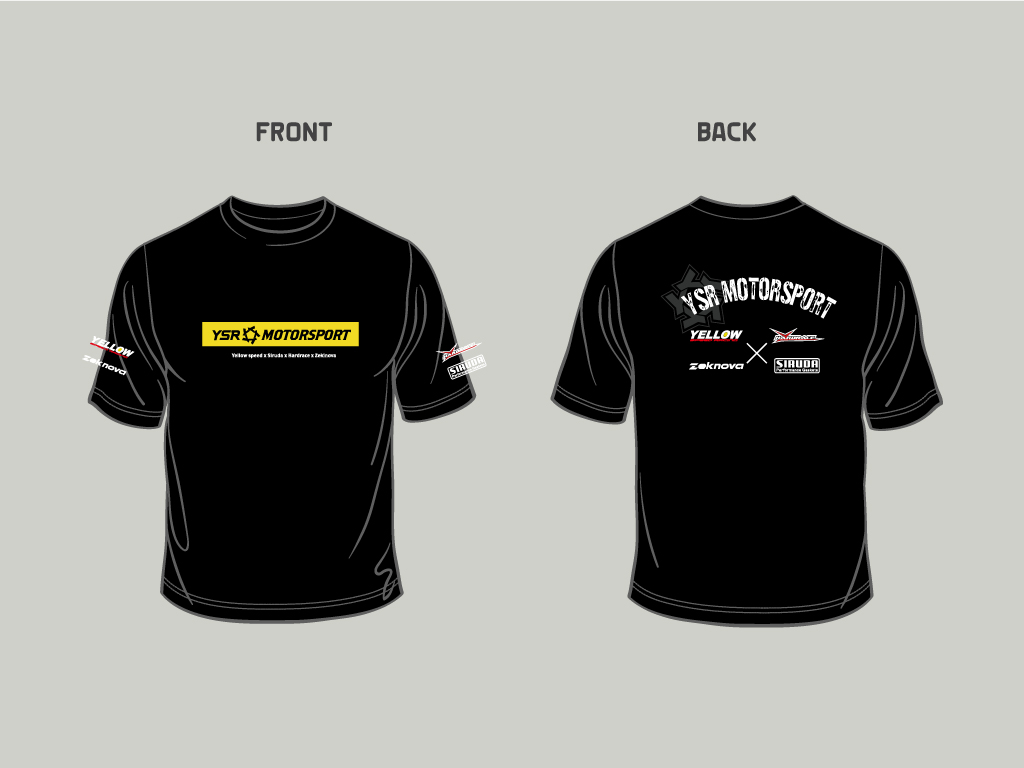 FRONT
BACK
YSR MOTORSPORT
Yellow speed x Siruda x Hardrace x Zeknova
YELLOW
Zeknova
SIRUDA
YSR MOTORSPORT
YELLOW
Zeknova
SIRUDA
Performance Gaskets